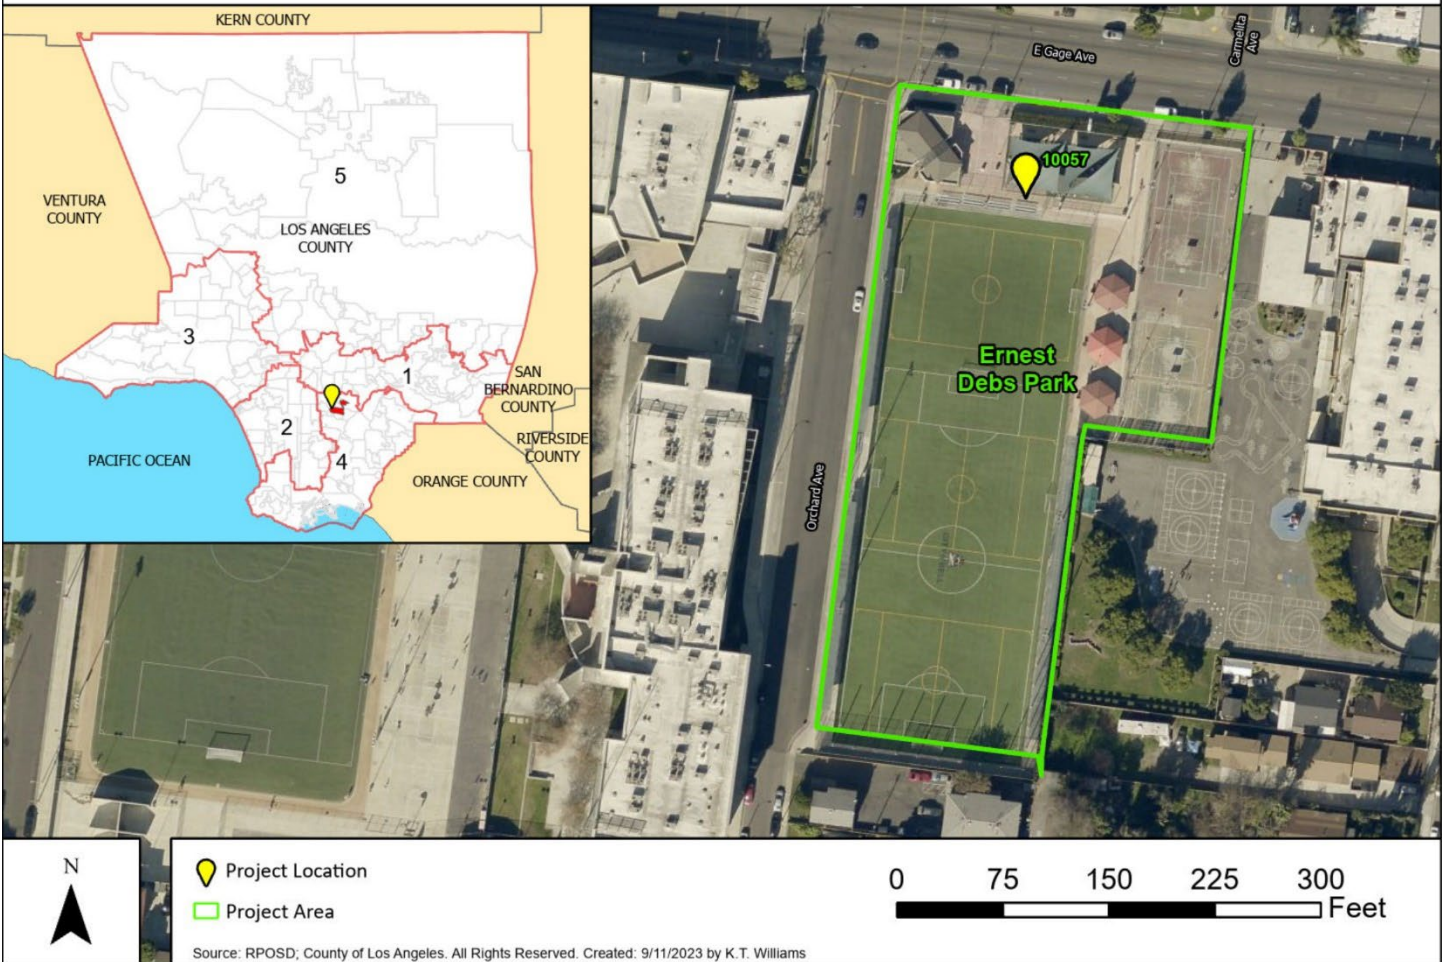 KERN COUNTY
E Gage Ave
Carmelita
Ave
5
10057
VENTURA
COUNTY
LOS ANGELES
COUNTY
3
Ernest
Debs Park
1
SAN
BERNARDINO
COUNTY
2
RIVERSIDE
COUNTY
PACIFIC OCEAN
4
ORANGE COUNTY
Orchard Ave
N
Project Location
Project Area
0 75 150 225 300
Feet
Source: RPOSD; County of Los Angeles. All Rights Reserved. Created: 9/11/2023 by K.T. Williams